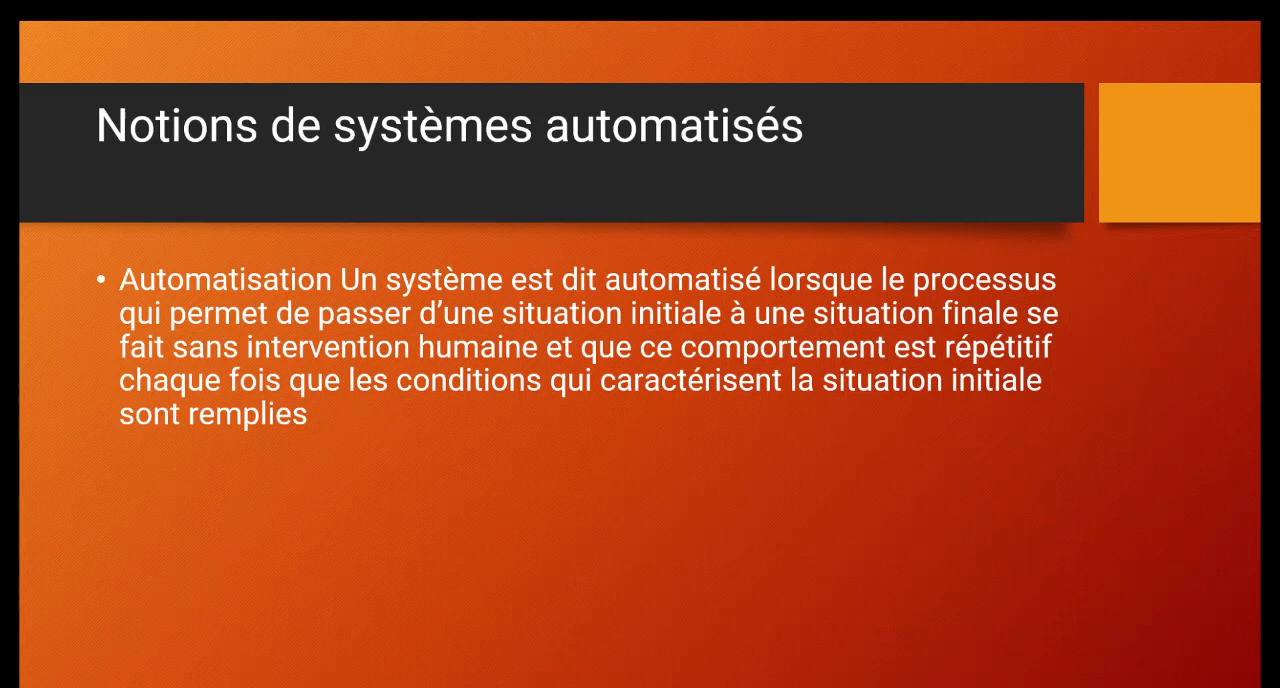 Notions de systèmes automatisés
• Automatisation Un système est dit automatisé lorsque le processus
qui permet de passer d’une situation initiale à une situation finale se
fait sans intervention humaine et que ce comportement est répétitif
chaque fois que les conditions qui caractérisent la situation initiale
sont remplies